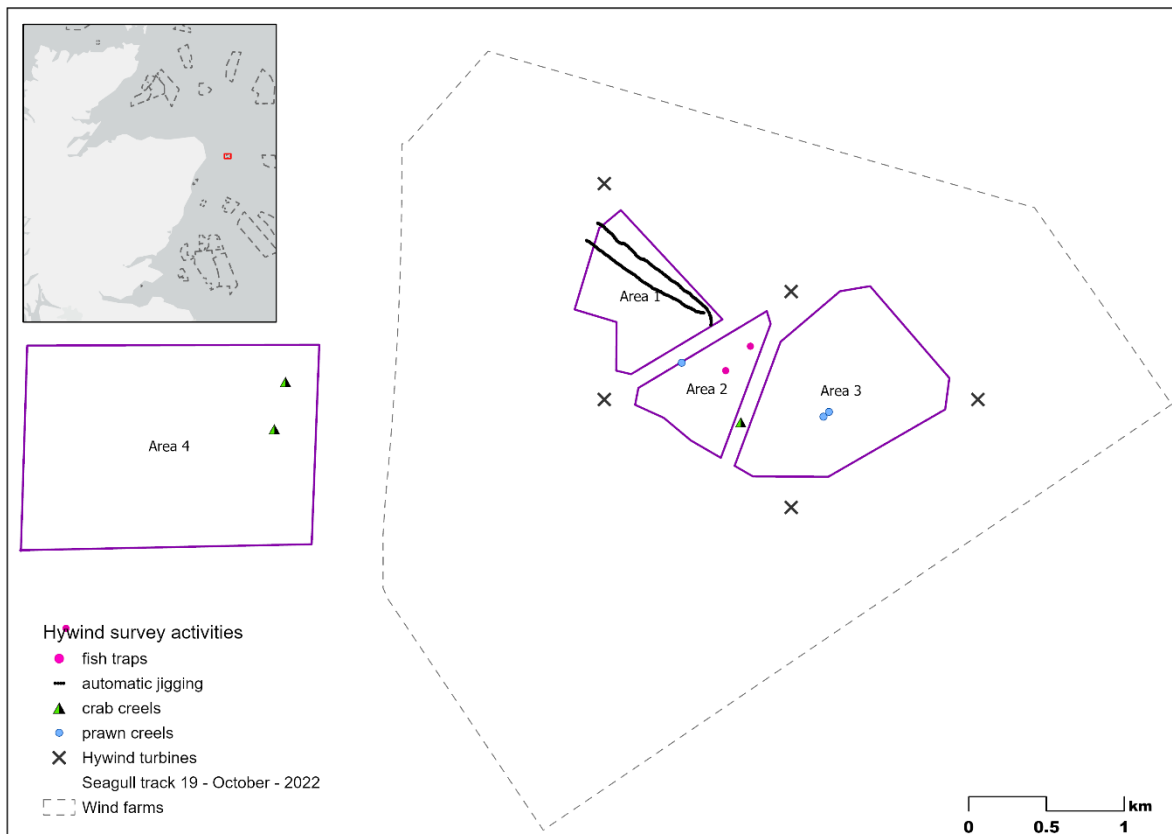 Area 1
Area 2
Area 3
Area 4
Hywind survey activities
fish traps
automatic jigging
crab creels
prawn creels
Hywind turbines
Seagull track 19 - October - 2022
Wind farms
km
0 0.5 1